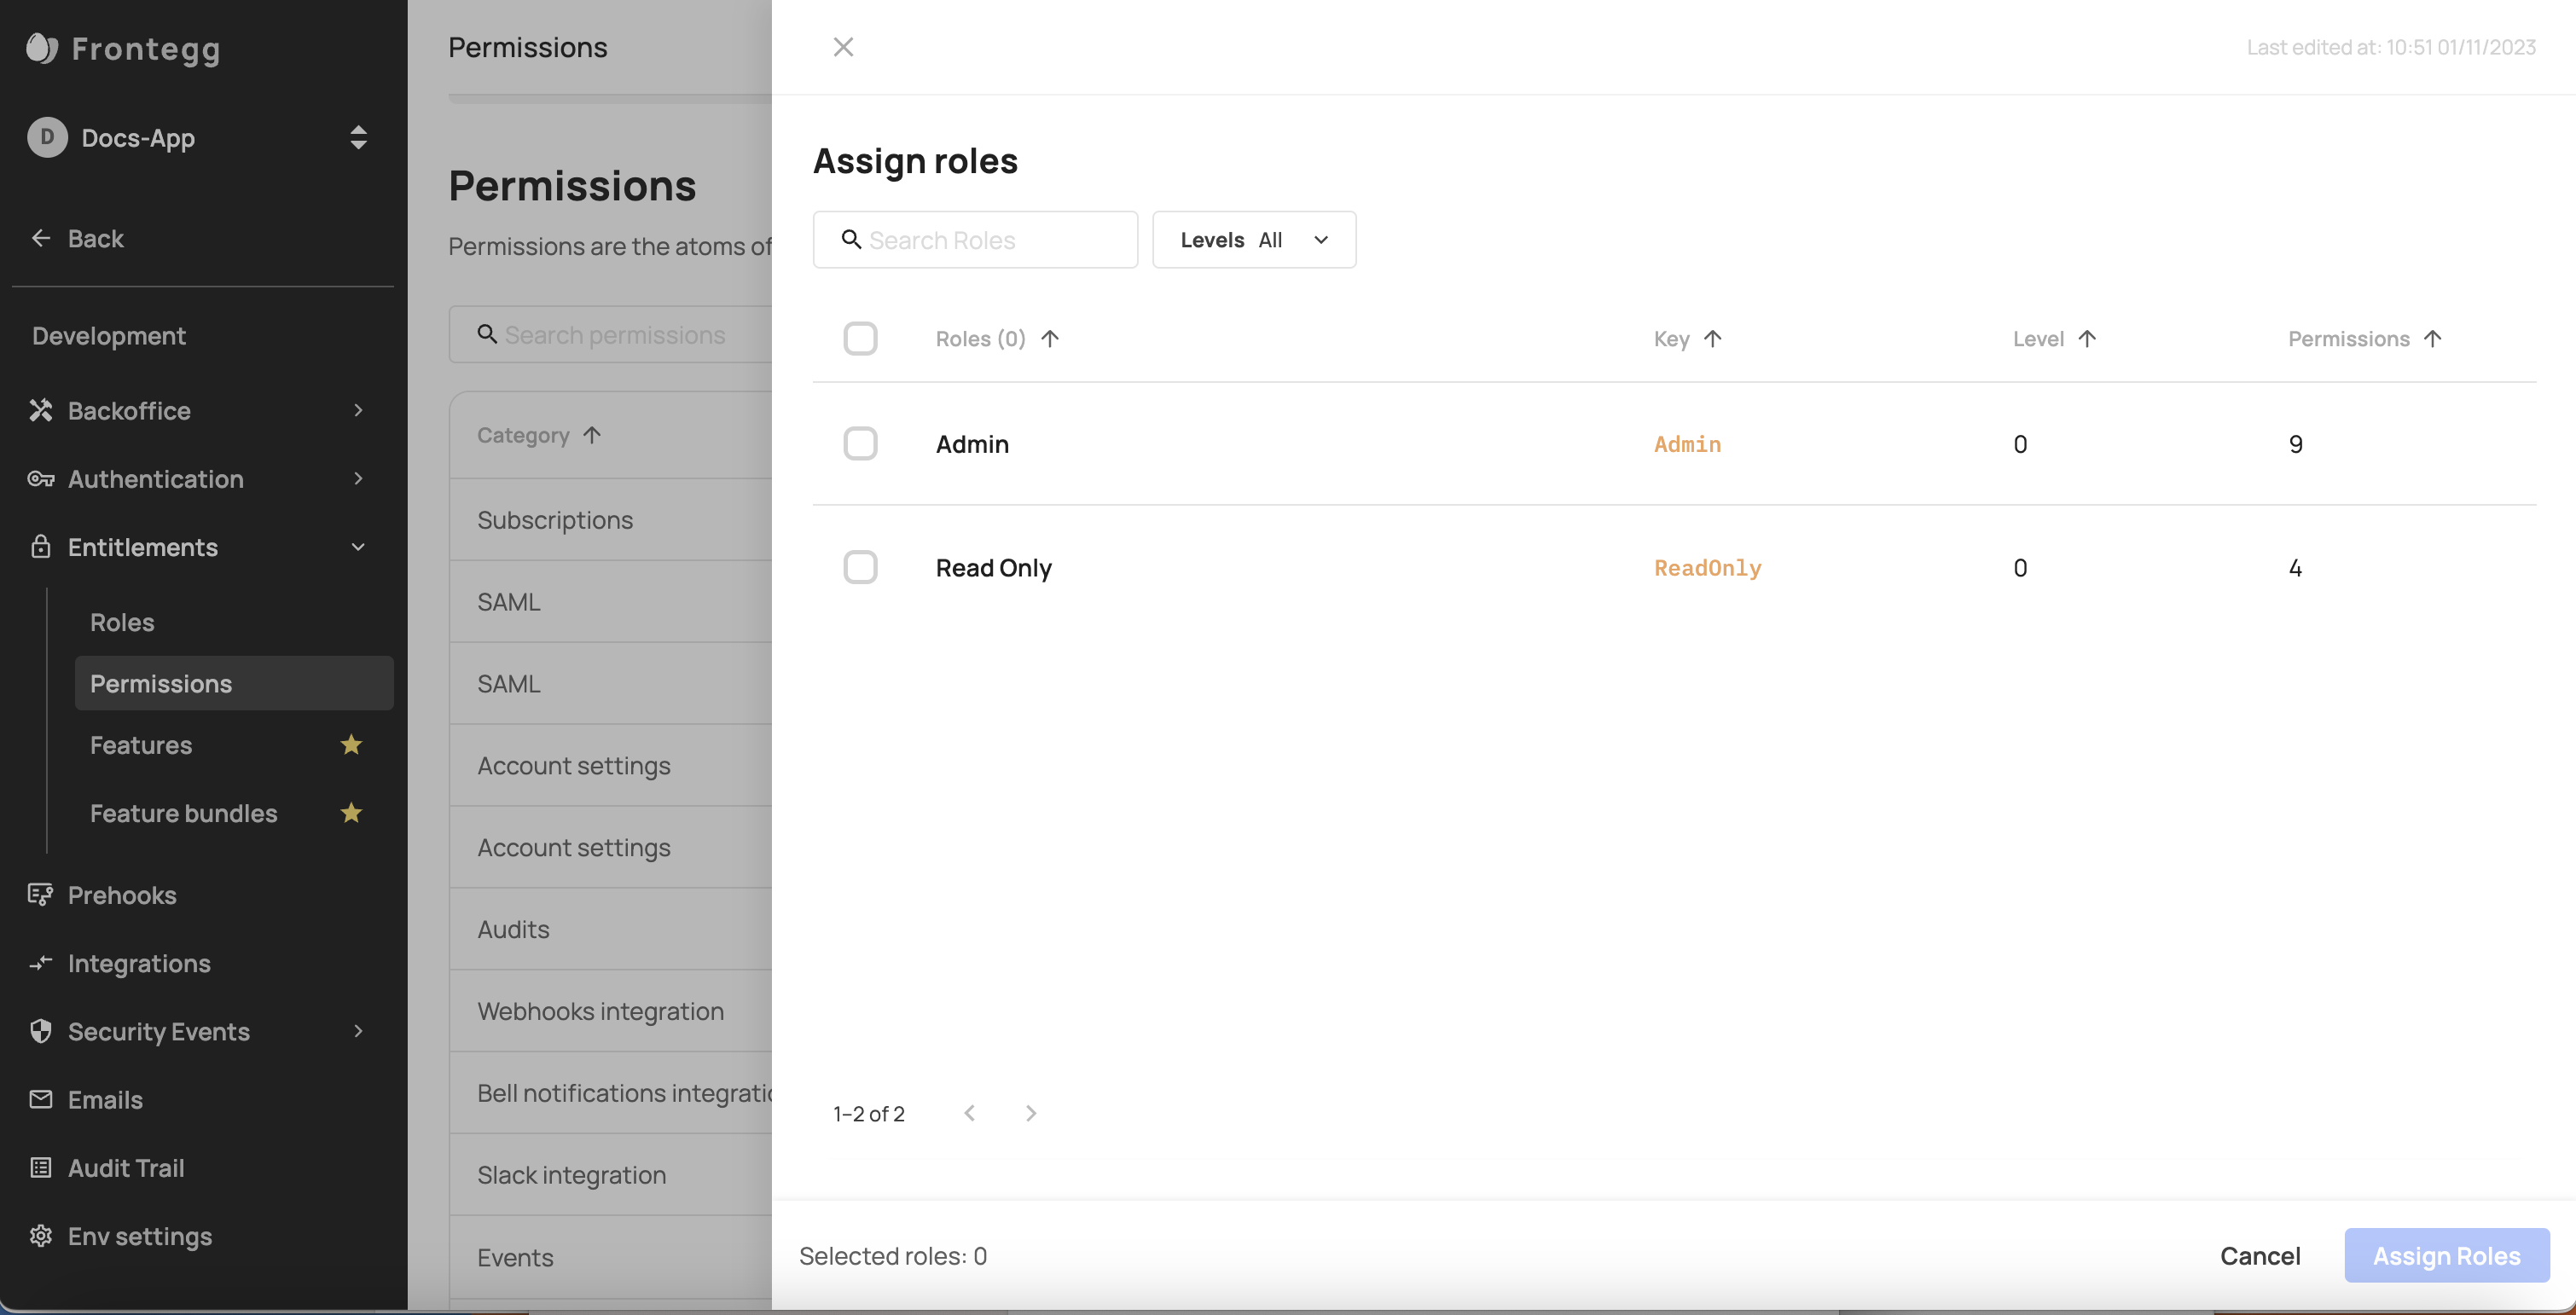 Frontegg
D Docs-App
Back
Development
Backoffice
Authentication
Entitlements
Roles
Permissions
Features
Feature bundles
Prehooks
Integrations
Security Events
Emails
Audit Trail
Env settings
Permissions
Permissions
Permissions are the atoms of
Search permissions
Category
Subscriptions
SAML
SAML
Account settings
Account settings
Audits
Webhooks integration
Bell notifications integratio
Slack integration
Events
Last edited at: 10:51 01/11/2023
Assign roles
Search Roles
Levels All
Roles (0) Key Level Permissions
Admin Admin 0 9
Read Only ReadOnly 0 4
1–2 of 2
Selected roles: 0
Cancel
Assign Roles